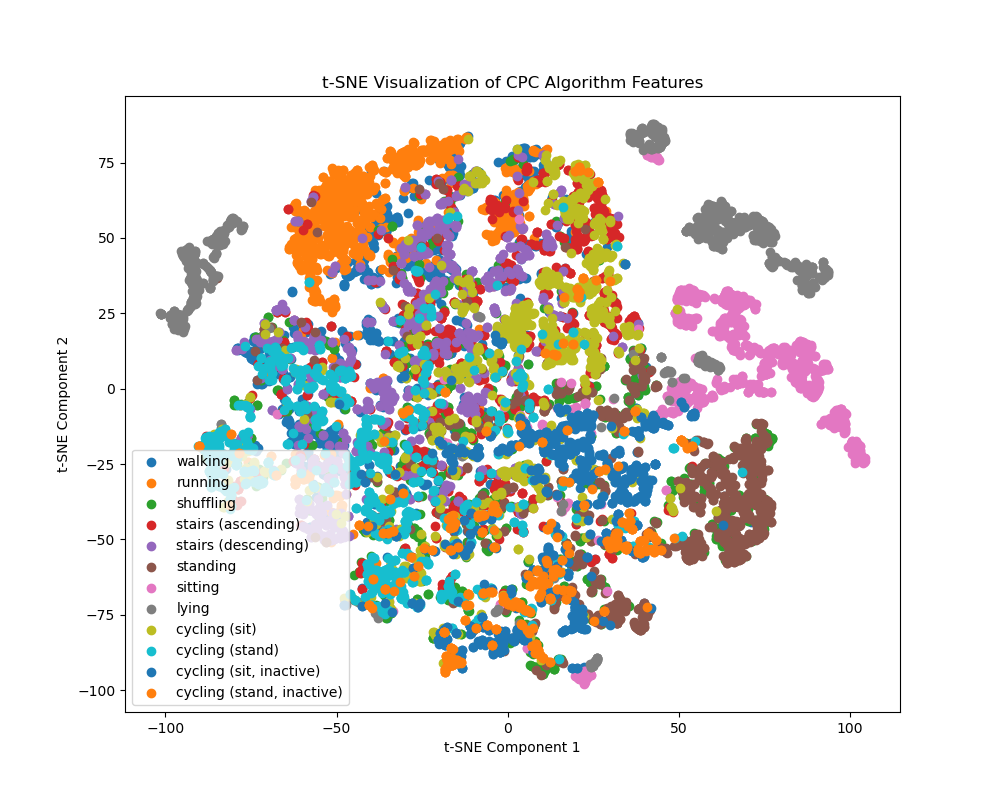 t-SNE Visualization of CPC Algorithm Features
t-SNE Component 2
75
50
25
0
−25
−50
−75
−100
walking
running
shuffling
stairs (ascending)
stairs (descending)
standing
sitting
lying
cycling (sit)
cycling (stand)
cycling (sit, inactive)
cycling (stand, inactive)
−100
−50
0
50
100
t-SNE Component 1